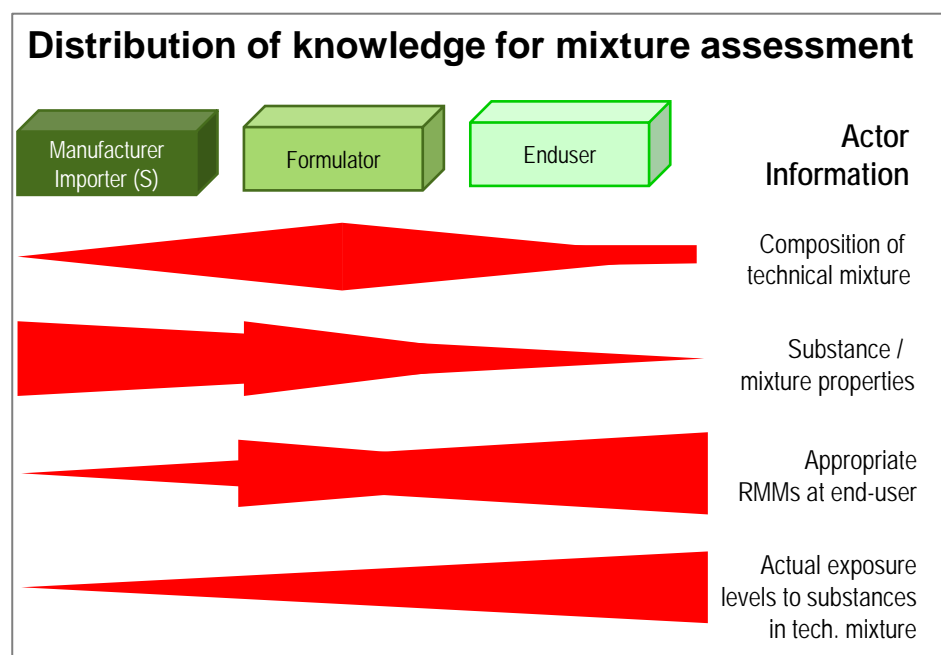 Distribution of knowledge for mixture assessment
Manufacturer
Importer (S)
Formulator
Enduser
Actor
Information
Composition of
technical mixture
Substance /
mixture properties
Appropriate
RMMs at end-user
Actual exposure
levels to substances
in tech. mixture